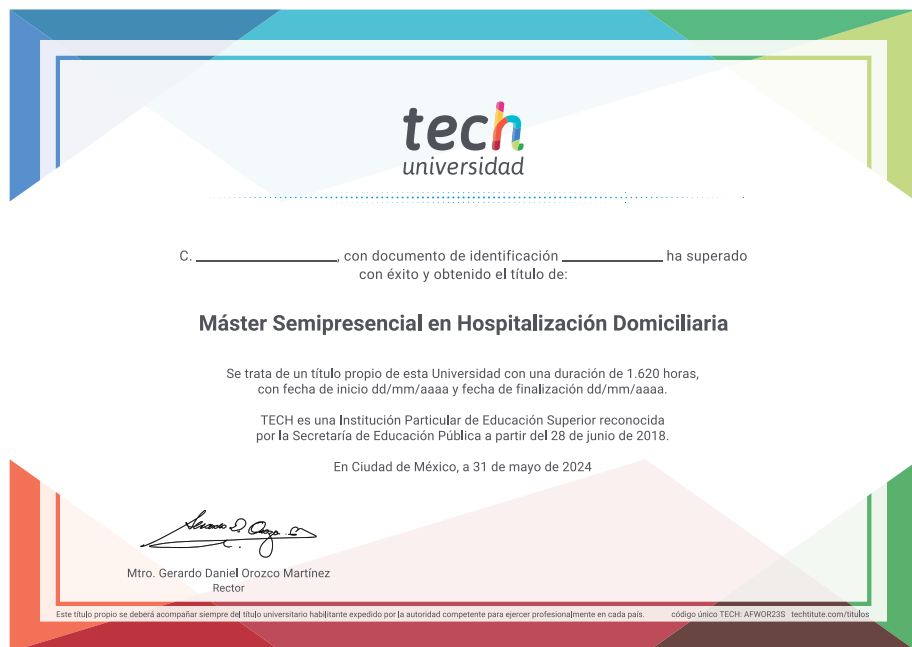 tech
universidad
C. , con documento de identificación ha superado
con éxito y obtenido el título de:
Máster Semipresencial en Hospitalización Domiciliaria
Se trata de un título propio de esta Universidad con una duración de 1.620 horas,
con fecha de inicio dd/mm/aaaa y fecha de finalización dd/mm/aaaa.
TECH es una Institución Particular de Educación Superior reconocida
por la Secretaría de Educación Pública a partir del 28 de junio de 2018.
En Ciudad de México, a 31 de mayo de 2024
Mtro. Gerardo Daniel Orozco Martínez
Rector
Este título propio se deberá acompañar siempre del título universitario habilitante expedido por la autoridad competente para ejercer profesionalmente en cada país. código único TECH: AFWOR23S techtitute.com/titulos